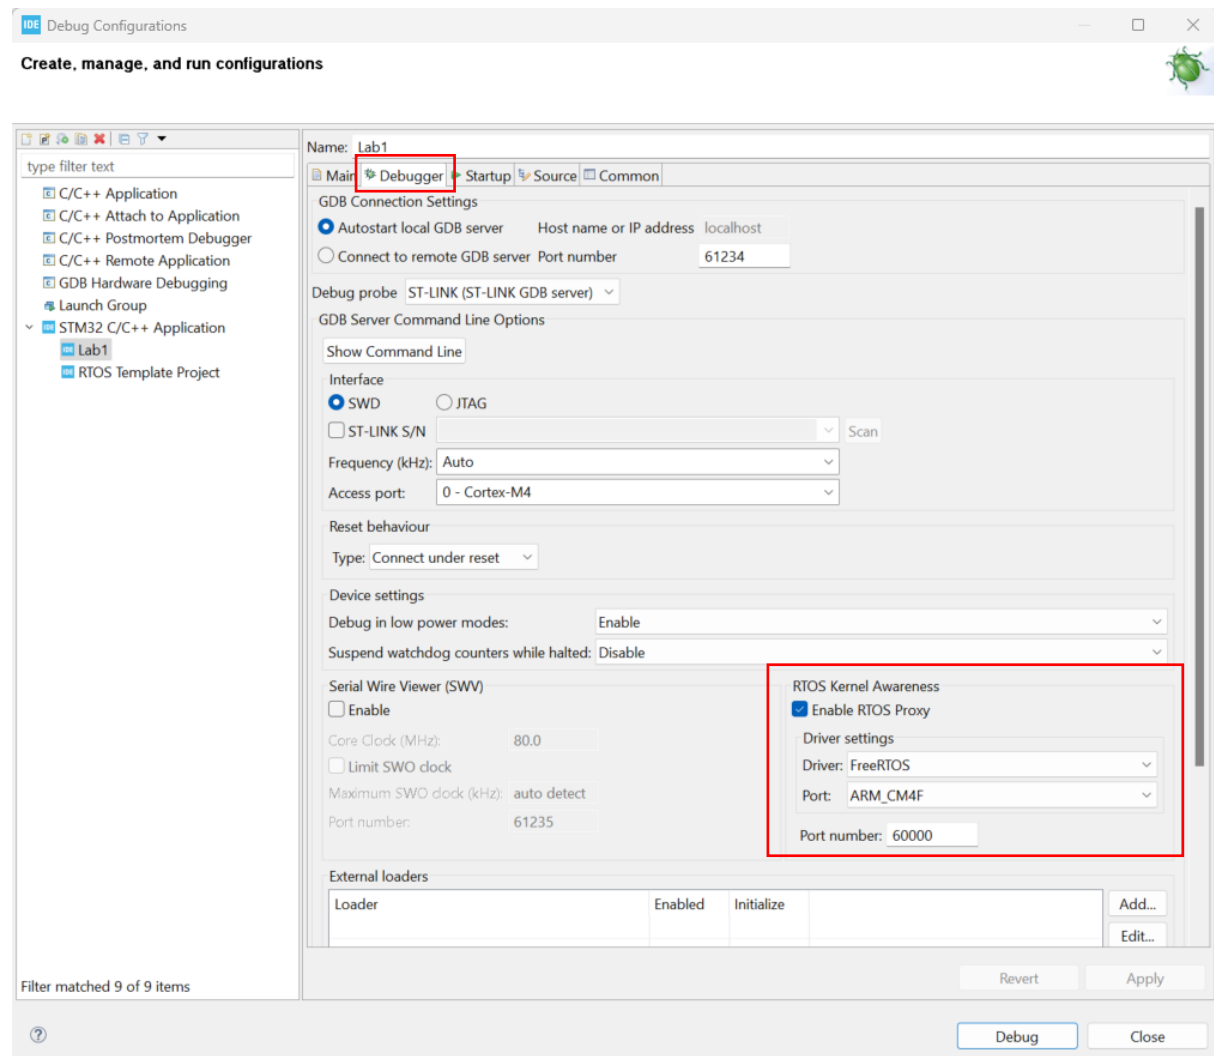 IDE Debug Configurations
Create, manage, and run configurations
type filter text
C/C++ Application
C/C++ Attach to Application
C/C++ Postmortem Debugger
C/C++ Remote Application
GDB Hardware Debugging
Launch Group
STM32 C/C++ Application
Lab1
RTOS Template Project
Filter matched 9 of 9 items
Name: Lab1
Main Debugger Startup Source Common
GDB Connection Settings
Autostart local GDB server Host name or IP address localhost
Connect to remote GDB server Port number 61234
Debug probe ST-LINK (ST-LINK GDB server)
GDB Server Command Line Options
Show Command Line
Interface
SWD JTAG
ST-LINK S/N Scan
Frequency (kHz): Auto
Access port: 0 - Cortex-M4
Reset behaviour
Type: Connect under reset
Device settings
Debug in low power modes: Enable
Suspend watchdog counters while halted: Disable
Serial Wire Viewer (SWV)
Enable
Core Clock (MHz): 80.0
Limit SWO clock
Maximum SWO clock (kHz): auto detect
Port number: 61235
RTOS Kernel Awareness
Enable RTOS Proxy
Driver settings
Driver: FreeRTOS
Port: ARM_CM4F
Port number: 60000
External loaders
Loader Enabled Initialize
Add...
Edit...
Revert Apply
Debug Close